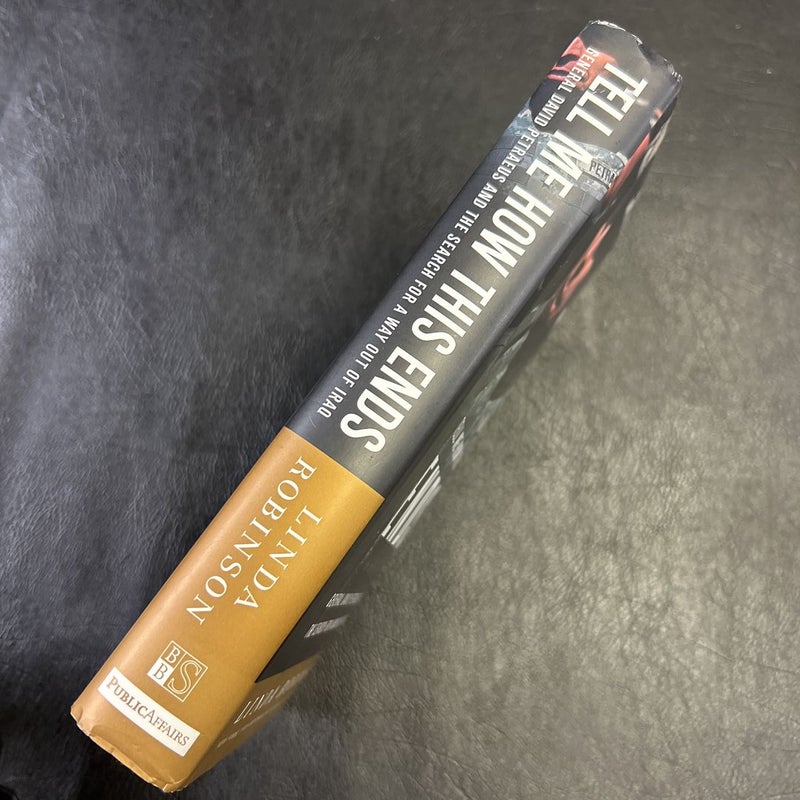 TELL ME HOW THIS ENDS
GENERAL DAVID PETRAEUS AND THE SEARCH FOR A WAY OUT OF IRAQ
LINDA
ROBINSON
B
B
S
PUBLICAFFAIRS
LINDA